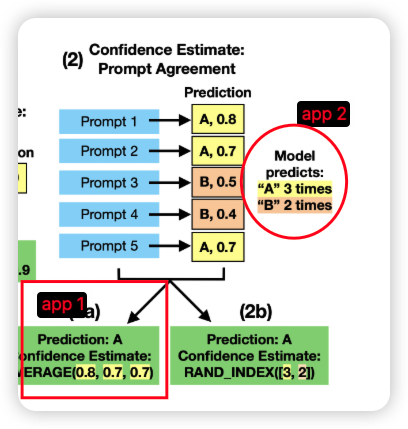 (2) Confidence Estimate:
Prompt Agreement
Prediction
app 2
e:
Prompt 1
A, 0.8
on
Prompt 2
A, 0.7
Model
predicts:
Prompt 3
B, 0.5
"A" 3 times
"B" 2 times
Prompt 4
B, 0.4
Prompt 5
A, 0.7
.9
app 1
a)
(2b)
Prediction: A
onfidence Estimate:
VERAGE(0.8, 0.7, 0.7)
Prediction: A
Confidence Estimate:
RAND_INDEX([3, 2])